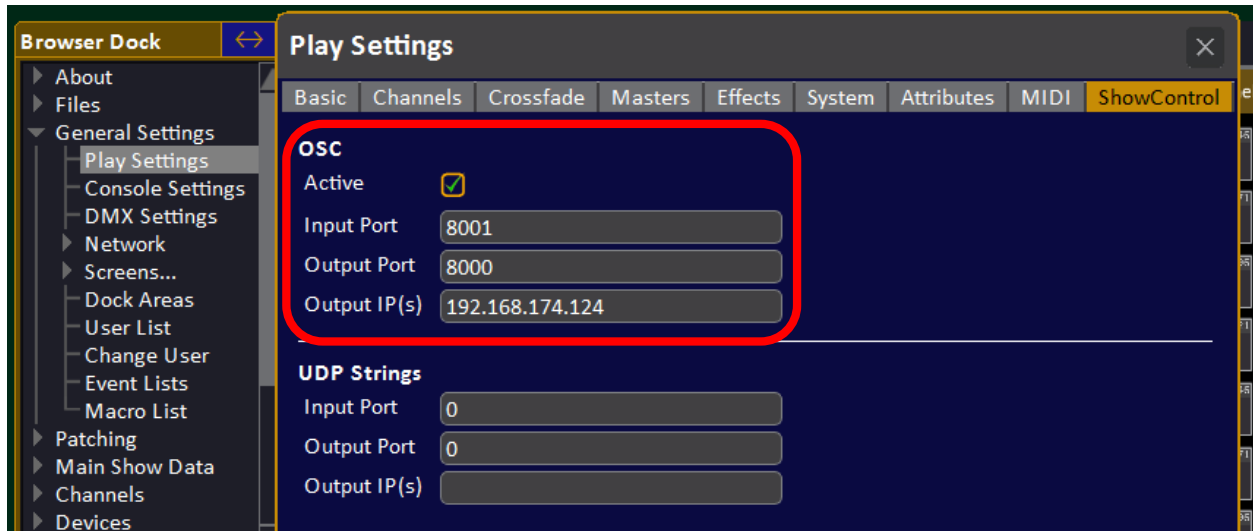 Browser Dock
About
Files
General Settings
Play Settings
Console Settings
DMX Settings
Network
Screens...
Dock Areas
User List
Change User
Event Lists
Macro List
Patching
Main Show Data
Channels
Devices
Play Settings
Basic Channels Crossfade Masters Effects System Attributes MIDI ShowControl
OSC
Active
Input Port 8001
Output Port 8000
Output IP(s) 192.168.174.124
UDP Strings
Input Port 0
Output Port 0
Output IP(s)